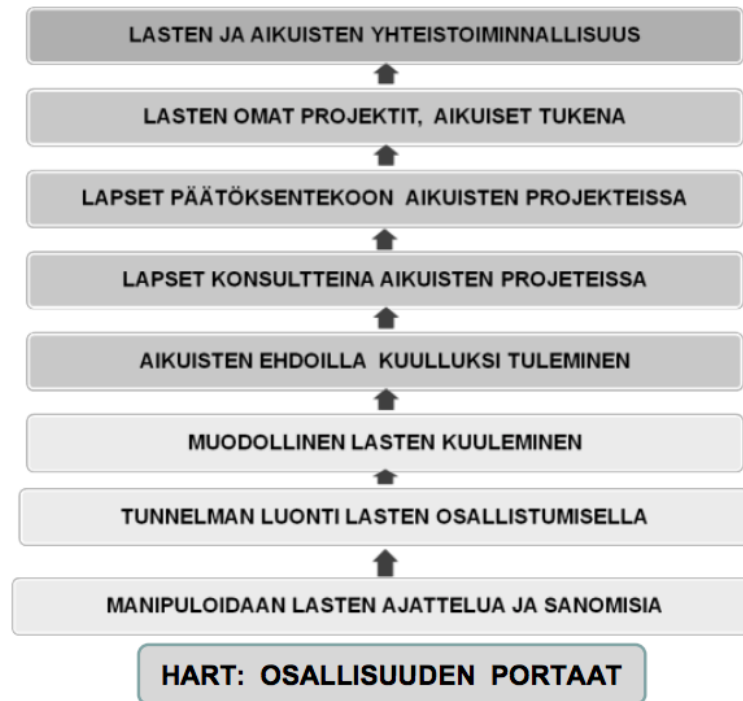 LASTEN JA AIKUISTEN YHTEISTOIMINNALLISUUS
LASTEN OMAT PROJEKTIT, AIKUISET TUKENA
LAPSET PÄÄTÖKSENTEKOON AIKUISTEN PROJEKTEISSA
LAPSET KONSULTTEINA AIKUISTEN PROJETEISSA
AIKUISTEN EHDOILLA KUULLUKSI TULEMINEN
MUODOLLINEN LASTEN KUULEMINEN
TUNNELMAN LUONTI LASTEN OSALLISTUMISELLA
MANIPULOIDAAN LASTEN AJATTELUA JA SANOMISIA
HART: OSALLISUUDEN PORTAAT